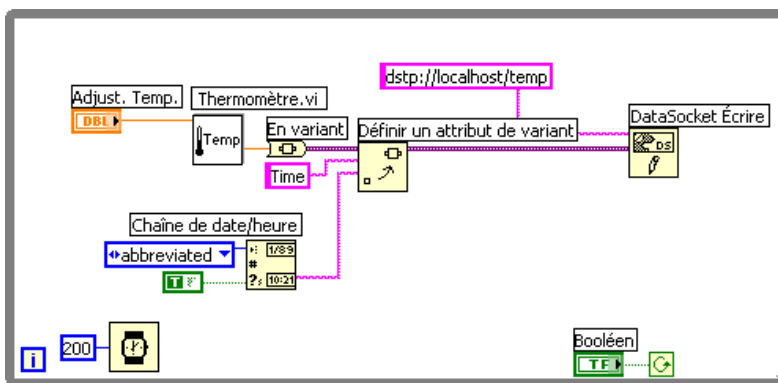 dstp://localhost/temp
Adjust. Temp.
Thermomètre.vi
DBL
Temp
En variant
Définir un attribut de variant
DataSocket Écrire
DS
Time
Chaîne de date/heure
abbreviated
1/89
#
T
?s 10:21
200
i
Booléen
TF